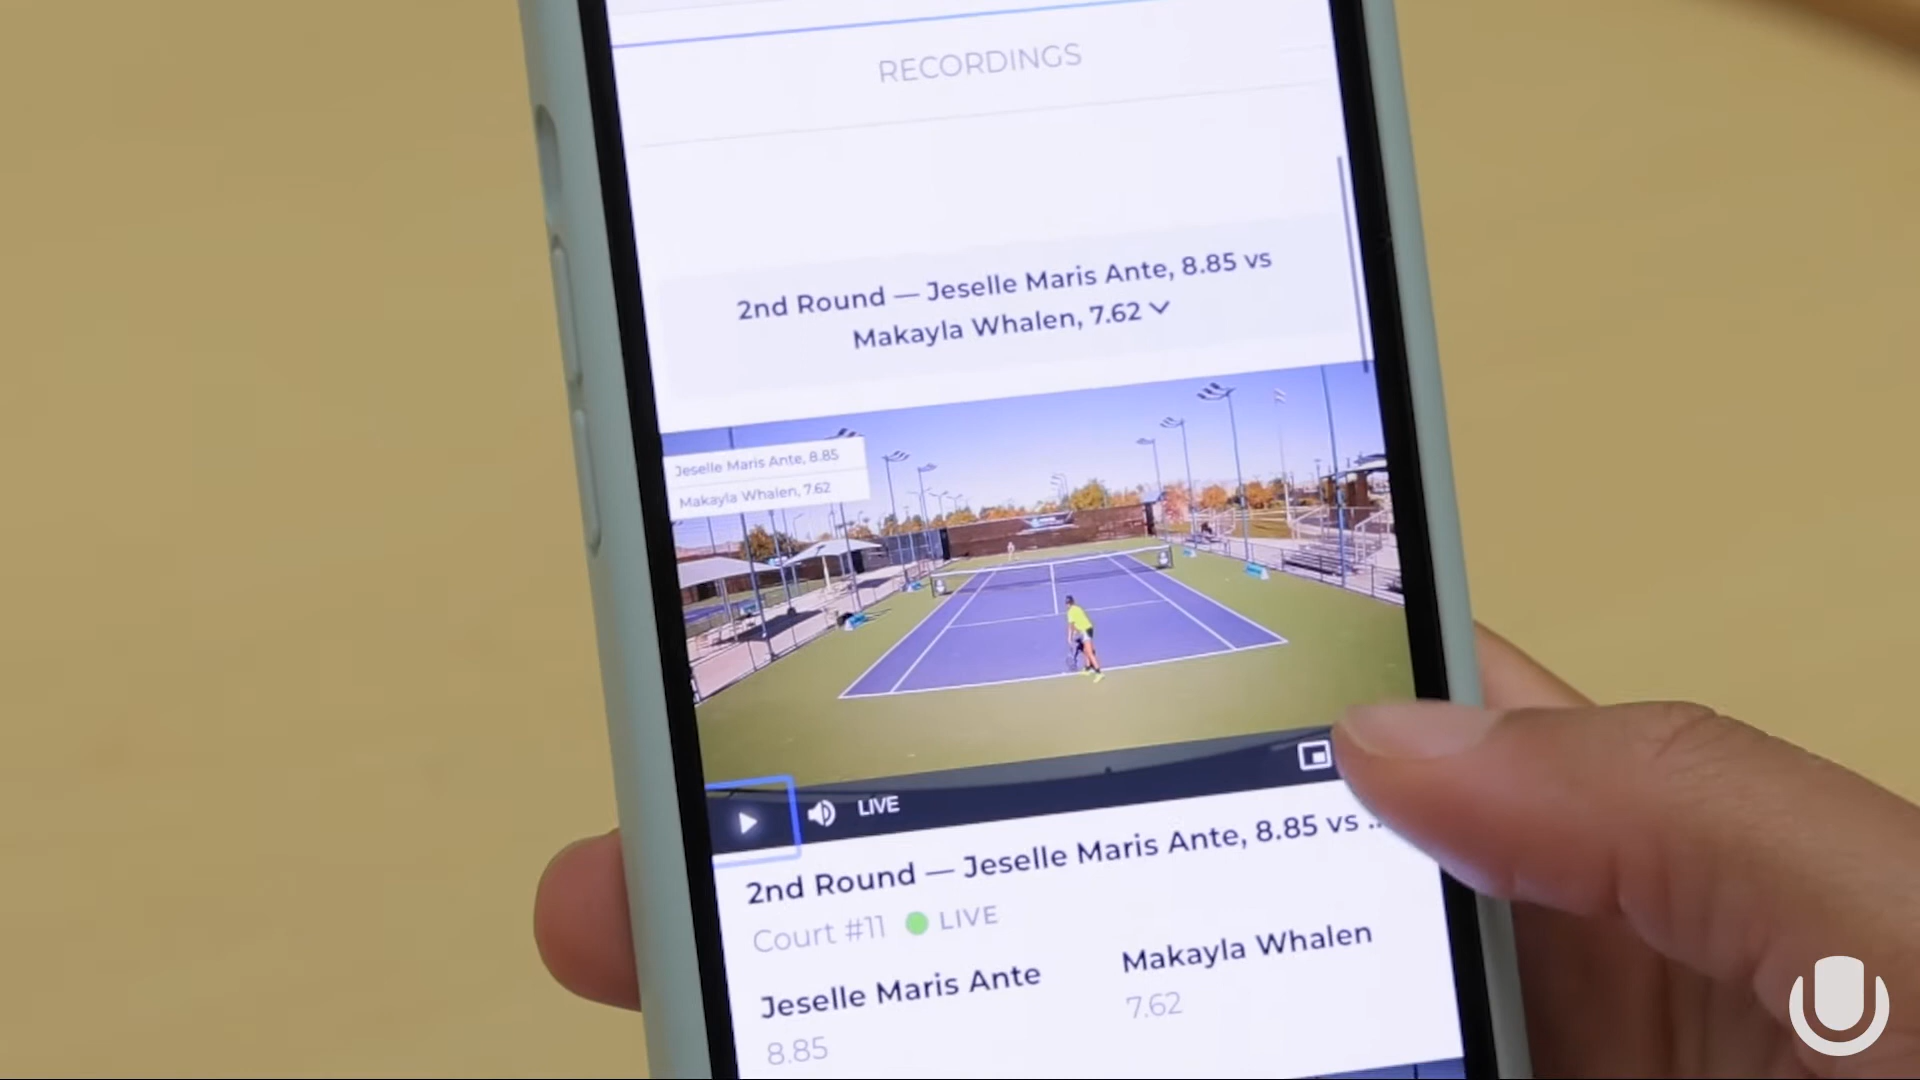 RECORDINGS
2nd Round — Jeselle Maris Ante, 8.85 vs
Makayla Whalen, 7.62
Jeselle Maris Ante, 8.85
Makayla Whalen, 7.62
LIVE
2nd Round — Jeselle Maris Ante, 8.85 vs ...
Court #11 LIVE
Jeselle Maris Ante
8.85
Makayla Whalen
7.62